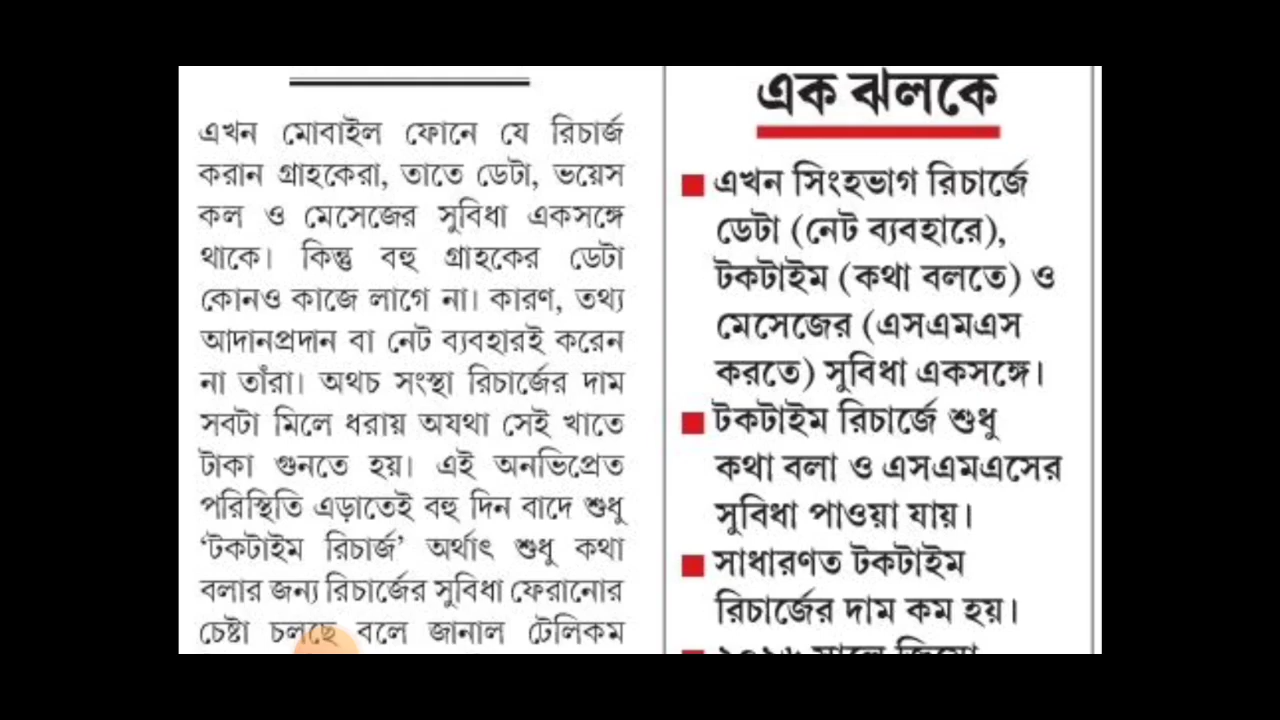 এখন মোবাইল ফোনে যে রিচার্জ
করান গ্রাহকেরা, তাতে ডেটা, ভয়েস
কল ও মেসেজের সুবিধা একসঙ্গে
থাকে। কিন্তু বহু গ্রাহকের ডেটা
কোনও কাজে লাগে না। কারণ, তথ্য
আদানপ্রদান বা নেট ব্যবহারই করেন
না তাঁরা। অথচ সংস্থা রিচার্জের দাম
সবটা মিলে ধরায় অযথা সেই খাতে
টাকা গুনতে হয়। এই অনভিপ্রেত
পরিস্থিতি এড়াতেই বহু দিন বাদে শুধু
‘টকটাইম রিচার্জ’ অর্থাৎ শুধু কথা
বলার জন্য রিচার্জের সুবিধা ফেরানোর
চেষ্টা চলছে বলে জানাল টেলিকম
এক ঝলকে
এখন সিংহভাগ রিচার্জে
ডেটা (নেট ব্যবহারে),
টকটাইম (কথা বলতে) ও
মেসেজের (এসএমএস
করতে) সুবিধা একসঙ্গে।
টকটাইম রিচার্জে শুধু
কথা বলা ও এসএমএসের
সুবিধা পাওয়া যায়।
সাধারণত টকটাইম
রিচার্জের দাম কম হয়।